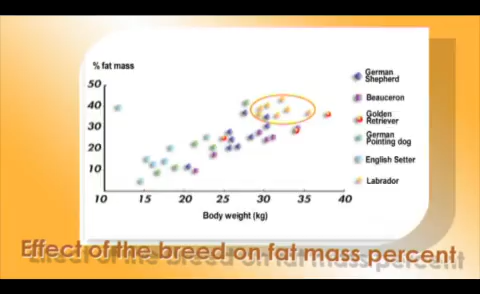 % fat mass
50
40
30
20
10
10
15
20
25
30
35
40
Body weight (kg)
German
Shepherd
Beauceron
Golden
Retriever
German
Pointing dog
English Setter
Labrador
Effect of the breed on fat mass percent